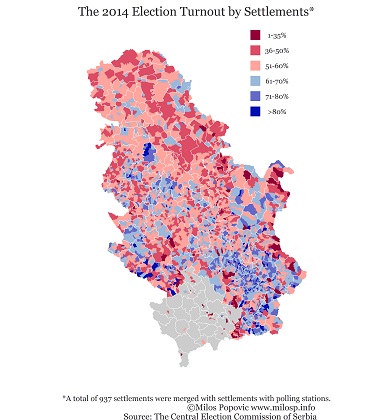 The 2014 Election Turnout by Settlements*
1-35%
36-50%
51-60%
61-70%
71-80%
>80%
*A total of 937 settlements were merged with settlements with polling stations.
©Milos Popovic www.milosp.info
Source: The Central Election Commission of Serbia